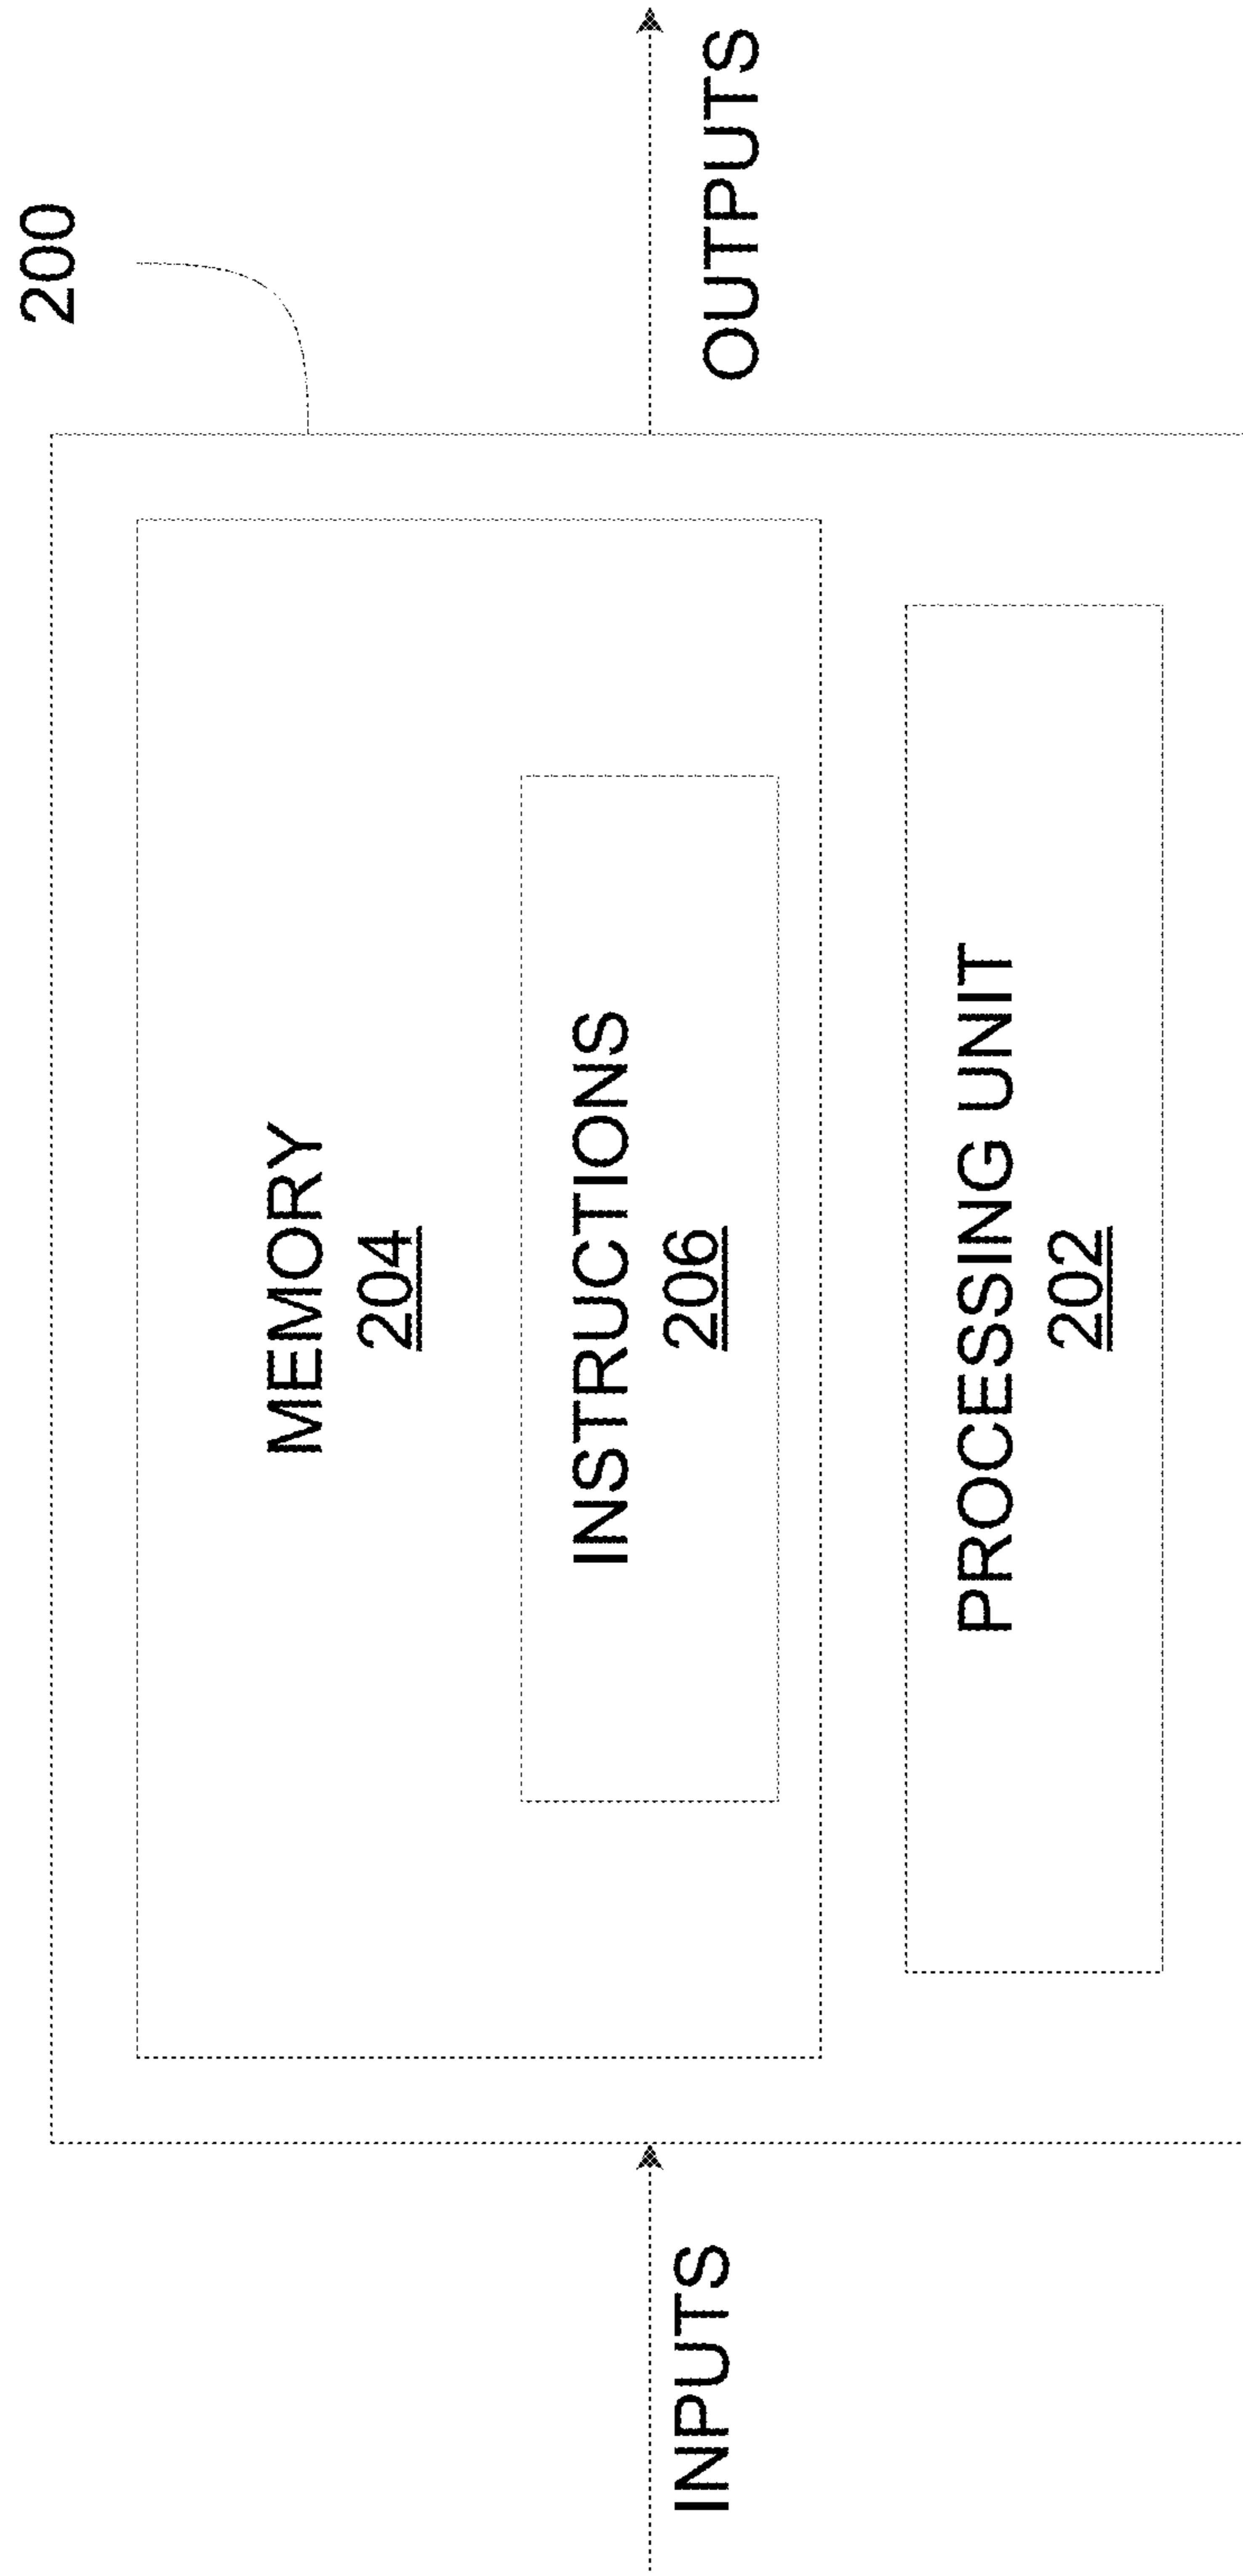 200
MEMORY
204
INSTRUCTIONS
206
INPUTS
OUTPUTS
PROCESSING UNIT
202